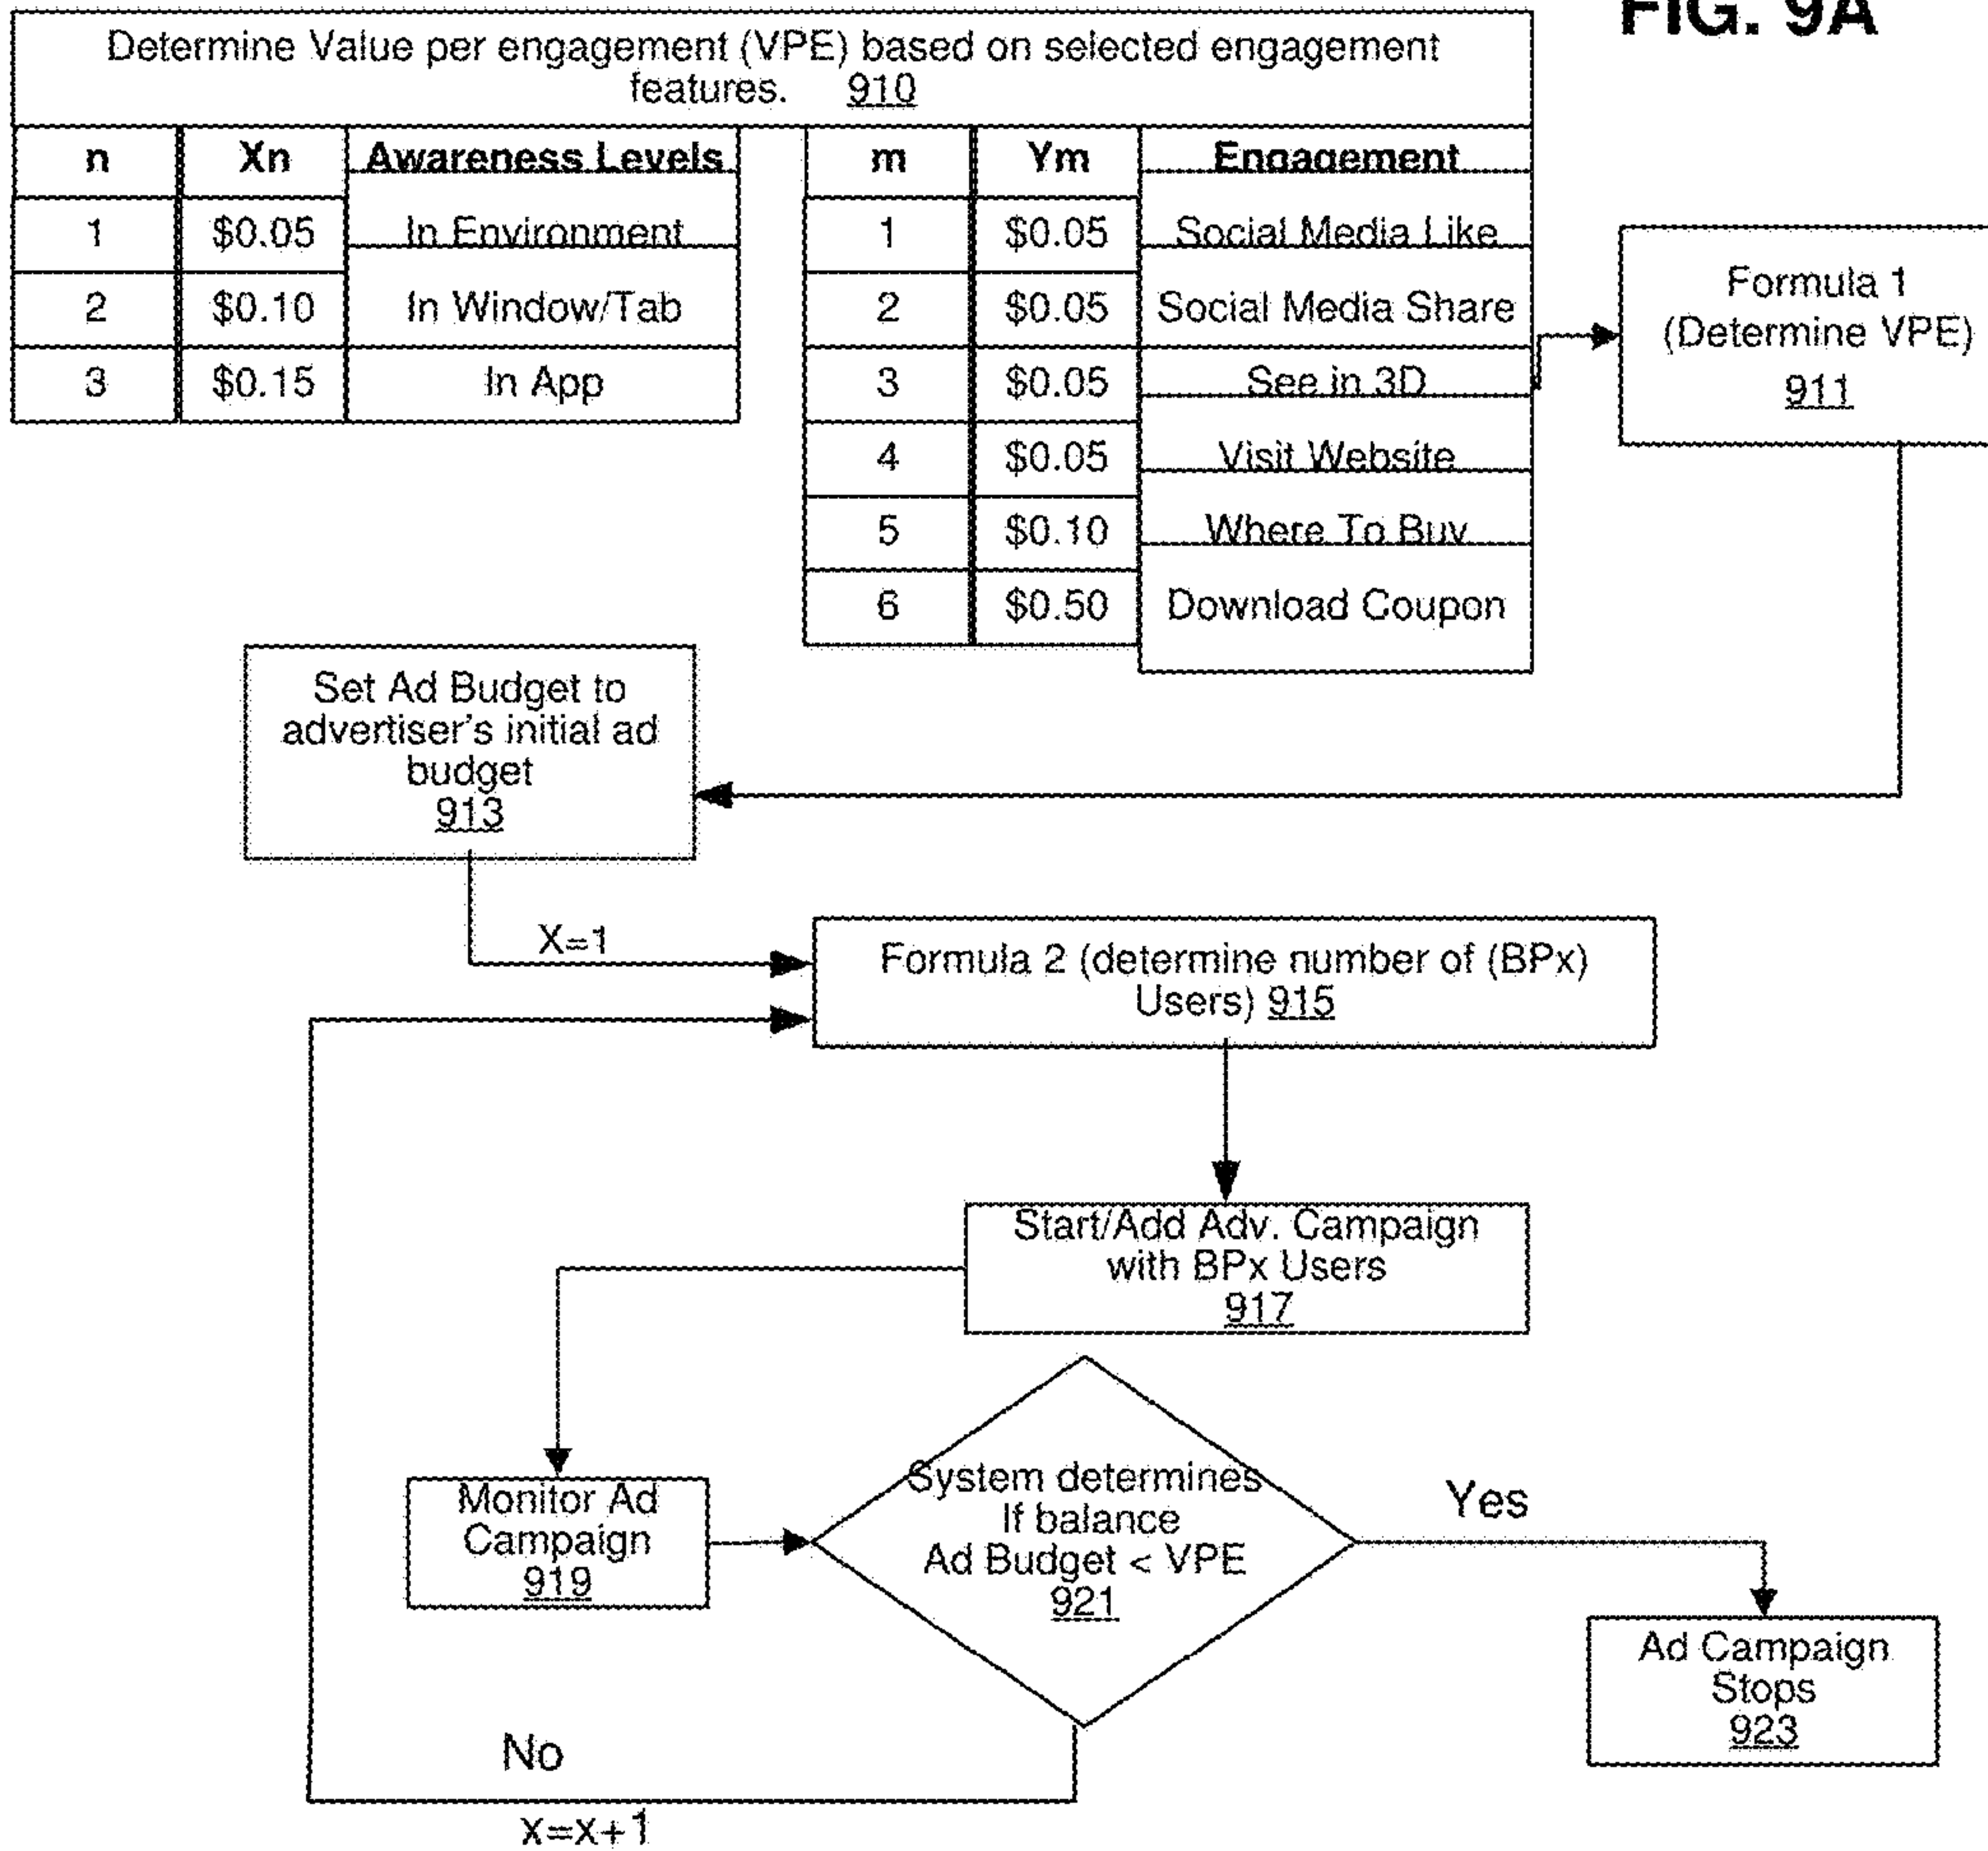 FIG. 9A
Determine Value per engagement (VPE) based on selected engagement
features. 910
n Xn Awareness Levels
1 $0.05 In Environment
2 $0.10 In Window/Tab
3 $0.15 In App
m Ym Engagement
1 $0.05 Social Media Like
2 $0.05 Social Media Share
3 $0.05 See in 3D
4 $0.05 Visit Website
5 $0.10 Where To Buy
6 $0.50 Download Coupon
Formula 1
(Determine VPE)
911
Set Ad Budget to
advertiser's initial ad
budget
913
X=1
Formula 2 (determine number of (BPx)
Users) 915
Start/Add Adv. Campaign
with BPx Users
917
Monitor Ad
Campaign
919
System determines
If balance
Ad Budget < VPE
921
Yes
Ad Campaign
Stops
923
No
x=x+1